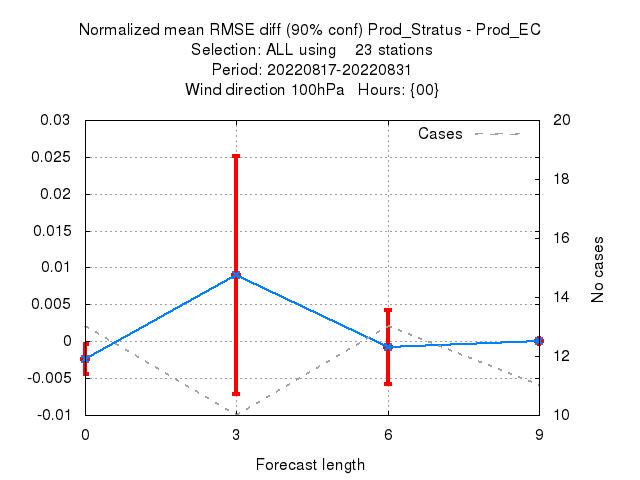 Normalized mean RMSE diff (90% conf) Prod_Stratus - Prod_EC
Selection: ALL using    23 stations
Period: 20220817-20220831
Wind direction 100hPa   Hours: {00}
Cases
0.03
0.025
0.02
0.015
0.01
0.005
0
-0.005
-0.01
20
18
16
14
12
10
No cases
0
3
6
9
Forecast length